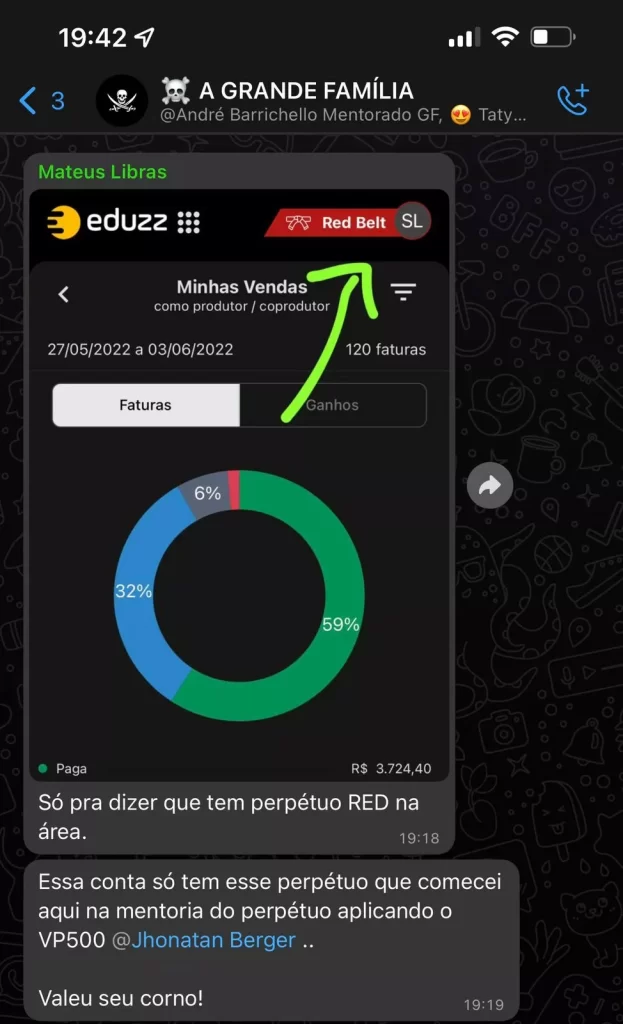 19:42
3
A GRANDE FAMÍLIA
@André Barrichello Mentorado GF, 😍 Taty...
Mateus Libras
eduzz
Red Belt
SL
Minhas Vendas
como produtor / coprodutor
27/05/2022 a 03/06/2022
120 faturas
Faturas
Ganhos
6%
32%
59%
Paga
R$ 3.724,40
Só pra dizer que tem perpétuo RED na
área.
19:18
Essa conta só tem esse perpétuo que comecei
aqui na mentoria do perpétuo aplicando o
VP500 @Jhonatan Berger ..
Valeu seu corno!
19:19